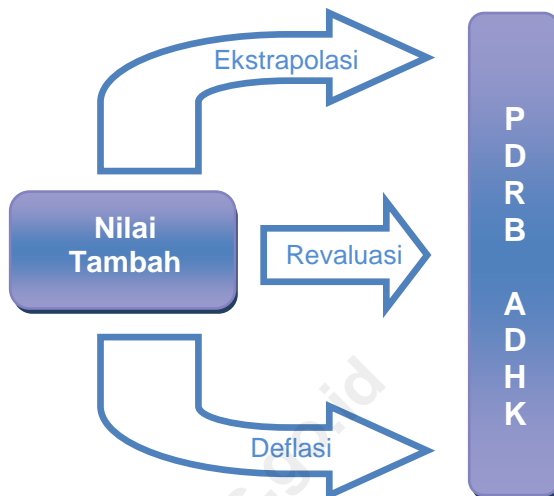 Ekstrapolasi
Nilai
Tambah
Revaluasi
Deflasi
P
D
R
B
A
D
H
K